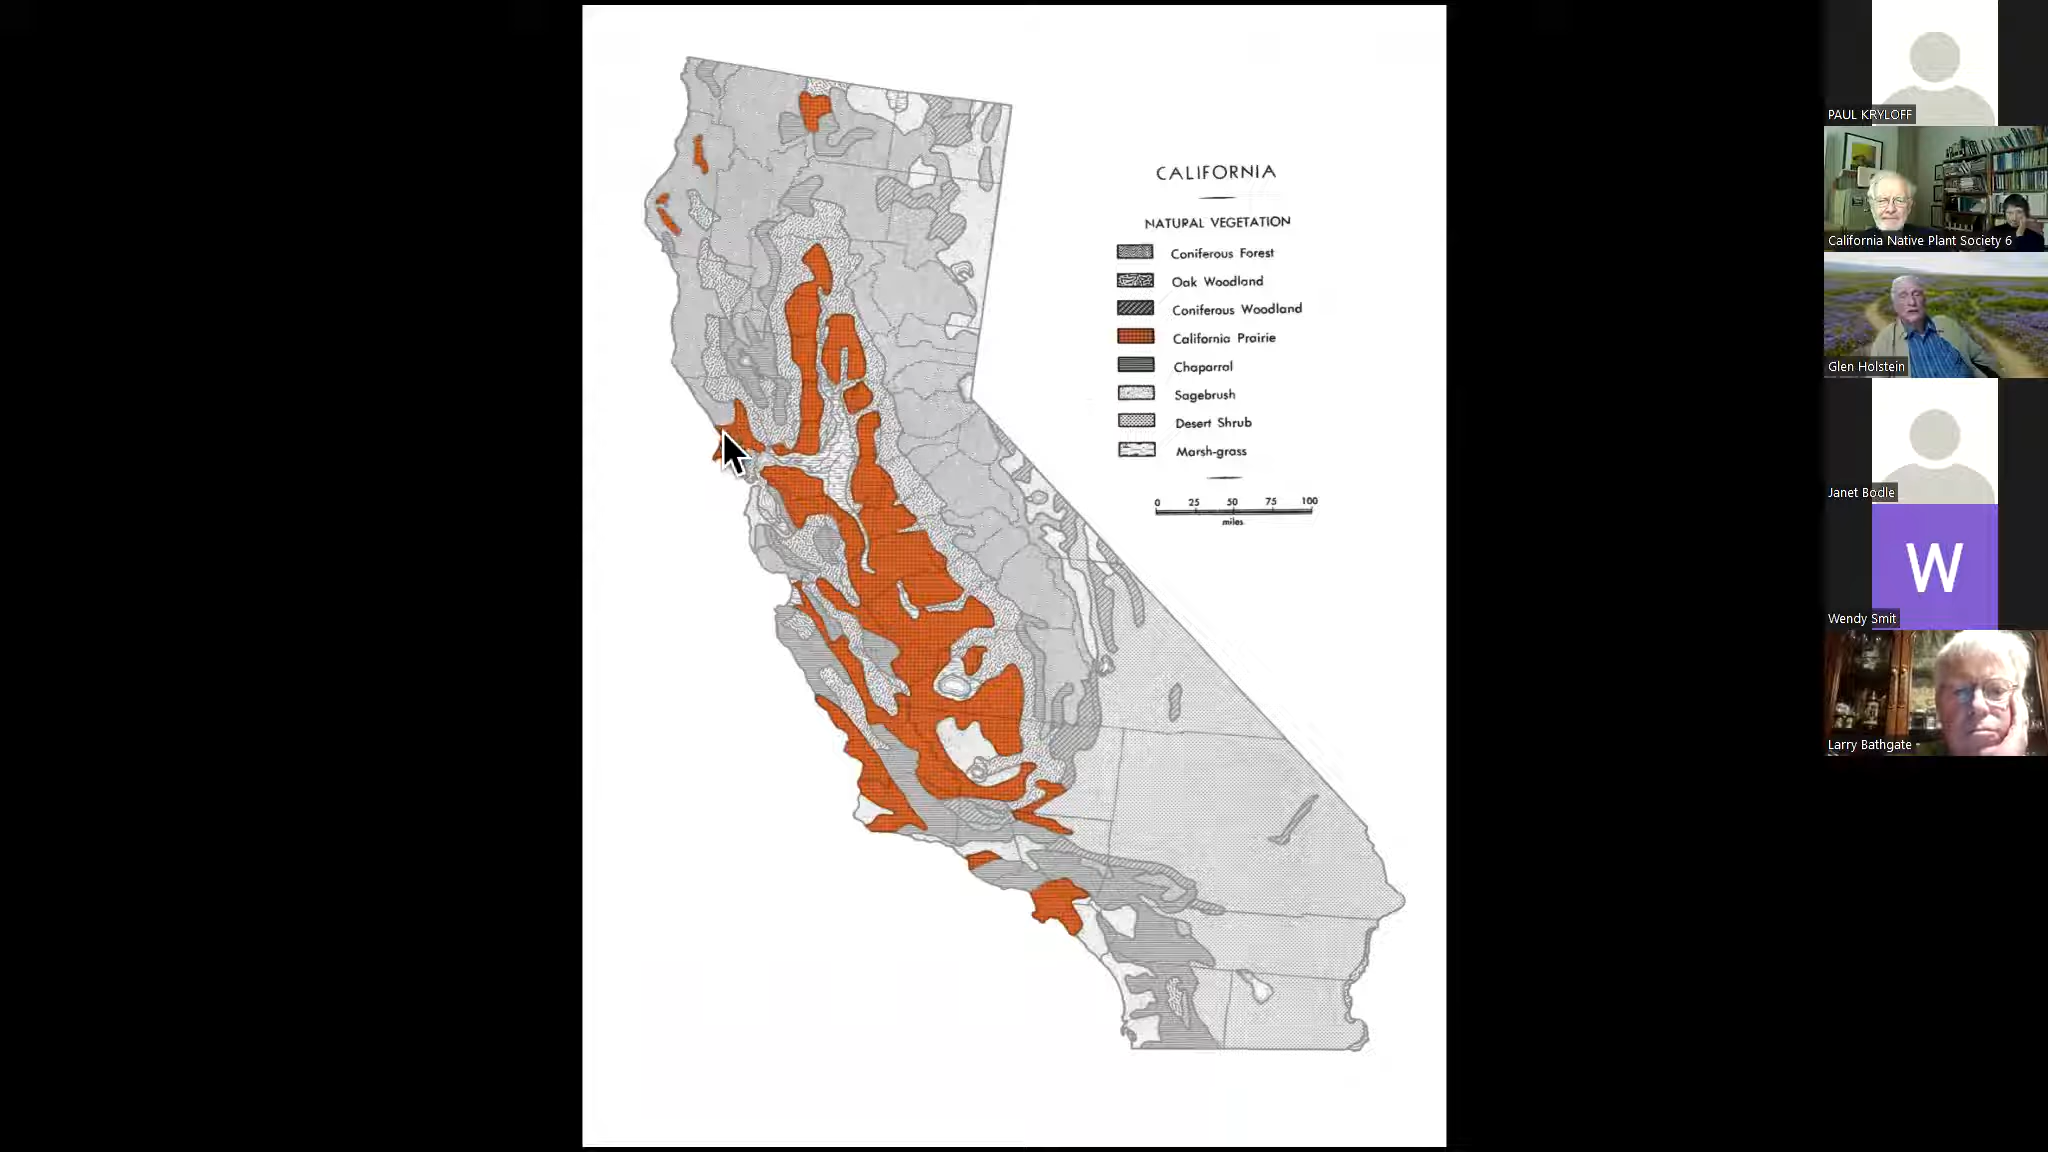 CALIFORNIA
NATURAL VEGETATION
Coniferous Forest
Oak Woodland
Coniferous Woodland
California Prairie
Chaparral
Sagebrush
Desert Shrub
Marsh-grass
0 25 50 75 100
miles
PAUL KRYLOFF
California Native Plant Society 6
Glen Holstein
Janet Bodle
W
Wendy Smit
Larry Bathgate -